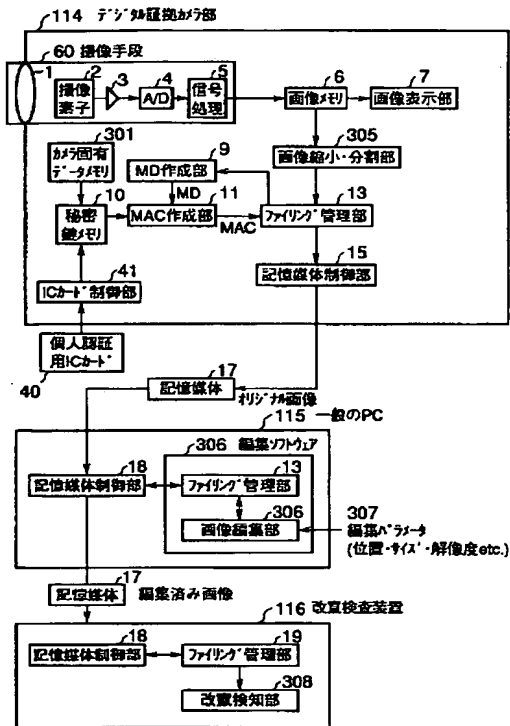 114 デジタル証拠カメラ部
60 撮像手段
1
2
3
4
5
6
7
撮像素子
A/D
信号処理
画像メモリ
画像表示部
301
カメラ固有データメモリ
9
MD作成部
305
画像縮小・分割部
10
MD
11
13
秘密鍵メモリ
MAC作成部
MAC
ファイリング管理部
41
15
ICカード制御部
記憶媒体制御部
個人認証用ICカード
40
17
記憶媒体
オリジナル画像
115 一般のPC
306 編集ソフトウェア
18
13
記憶媒体制御部
ファイリング管理部
306
307
画像編集部
編集パラメータ
(位置・サイズ・解像度etc.)
17
記憶媒体
編集済み画像
116 改竄検査装置
18
19
記憶媒体制御部
ファイリング管理部
308
改竄検知部